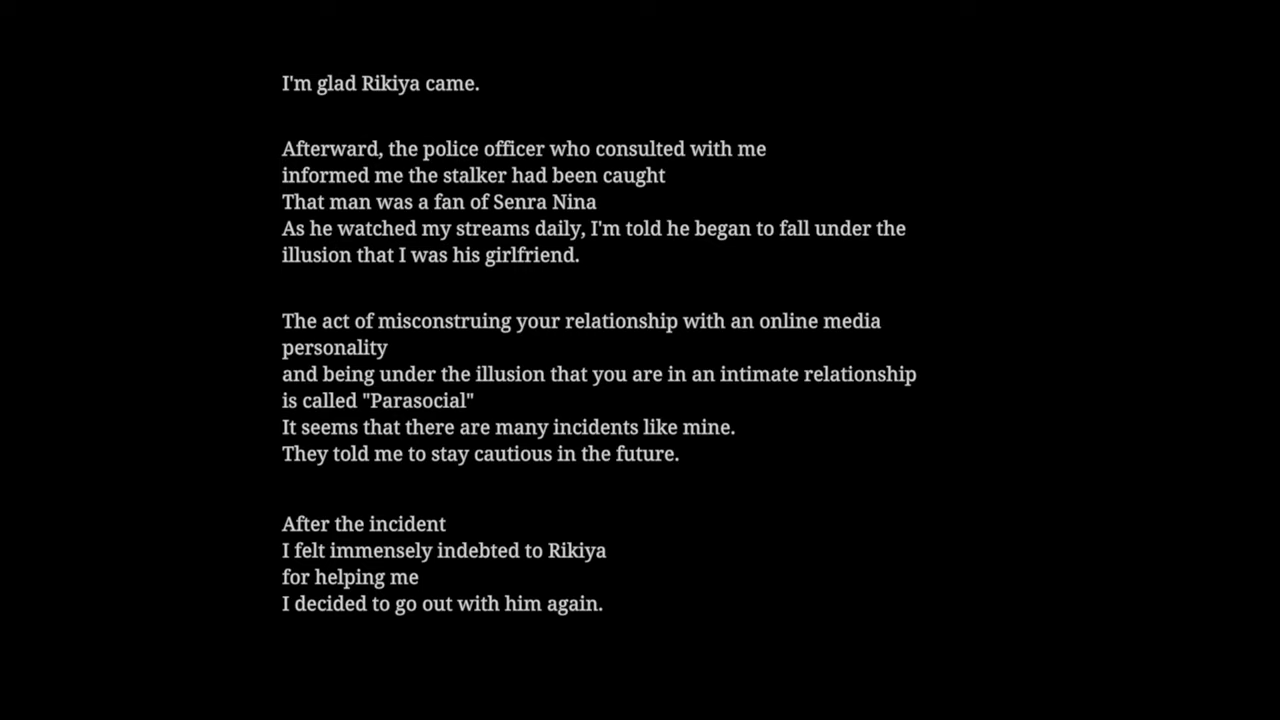 I'm glad Rikiya came.
Afterward, the police officer who consulted with me
informed me the stalker had been caught
That man was a fan of Senra Nina
As he watched my streams daily, I'm told he began to fall under the
illusion that I was his girlfriend.
The act of misconstruing your relationship with an online media
personality
and being under the illusion that you are in an intimate relationship
is called "Parasocial"
It seems that there are many incidents like mine.
They told me to stay cautious in the future.
After the incident
I felt immensely indebted to Rikiya
for helping me
I decided to go out with him again.